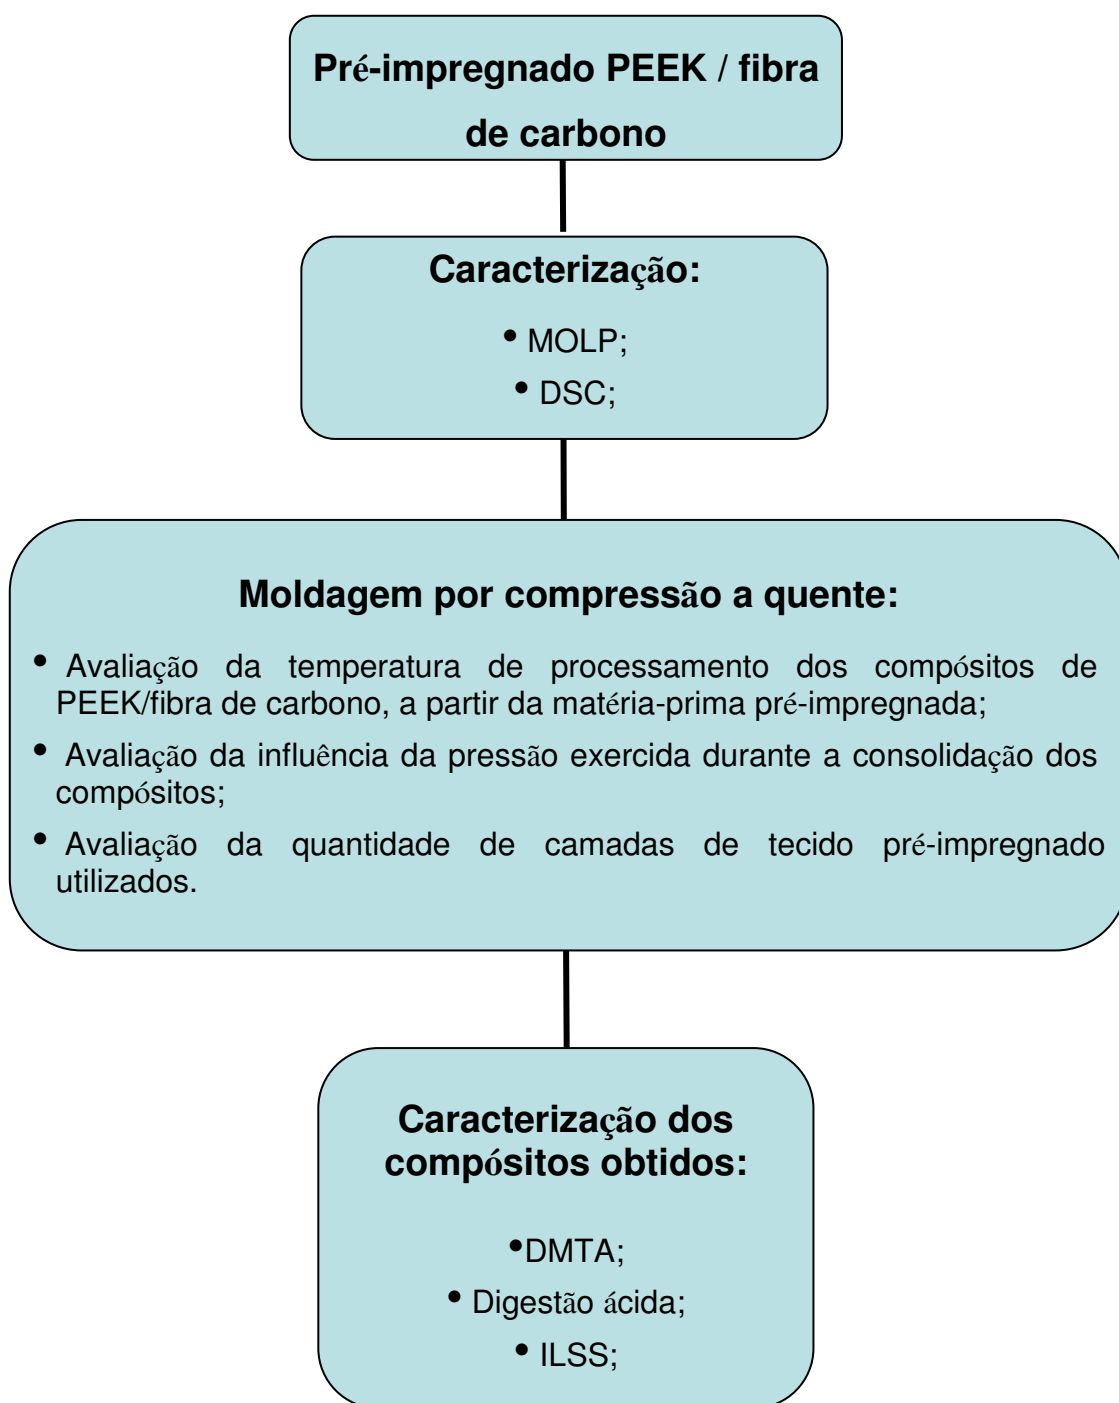 Pré-impregnado PEEK / fibra
de carbono
Caracterização:
• MOLP;
• DSC;
Moldagem por compressão a quente:
• Avaliação da temperatura de processamento dos compósitos de
PEEK/fibra de carbono, a partir da matéria-prima pré-impregnada;
• Avaliação da influência da pressão exercida durante a consolidação dos
compósitos;
• Avaliação da quantidade de camadas de tecido pré-impregnado
utilizados.
Caracterização dos
compósitos obtidos:
•DMTA;
• Digestão ácida;
• ILSS;